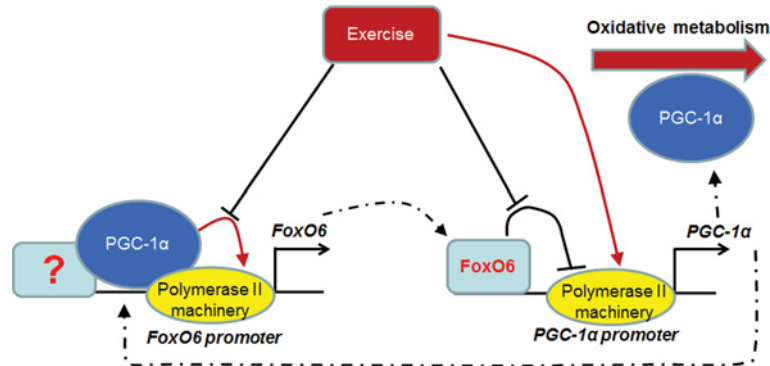 Exercise
Oxidative metabolism
PGC-1α
PGC-1α
FoxO6
PGC-1α
?
FoxO6
Polymerase II
machinery
Polymerase II
machinery
FoxO6 promoter
PGC-1α promoter